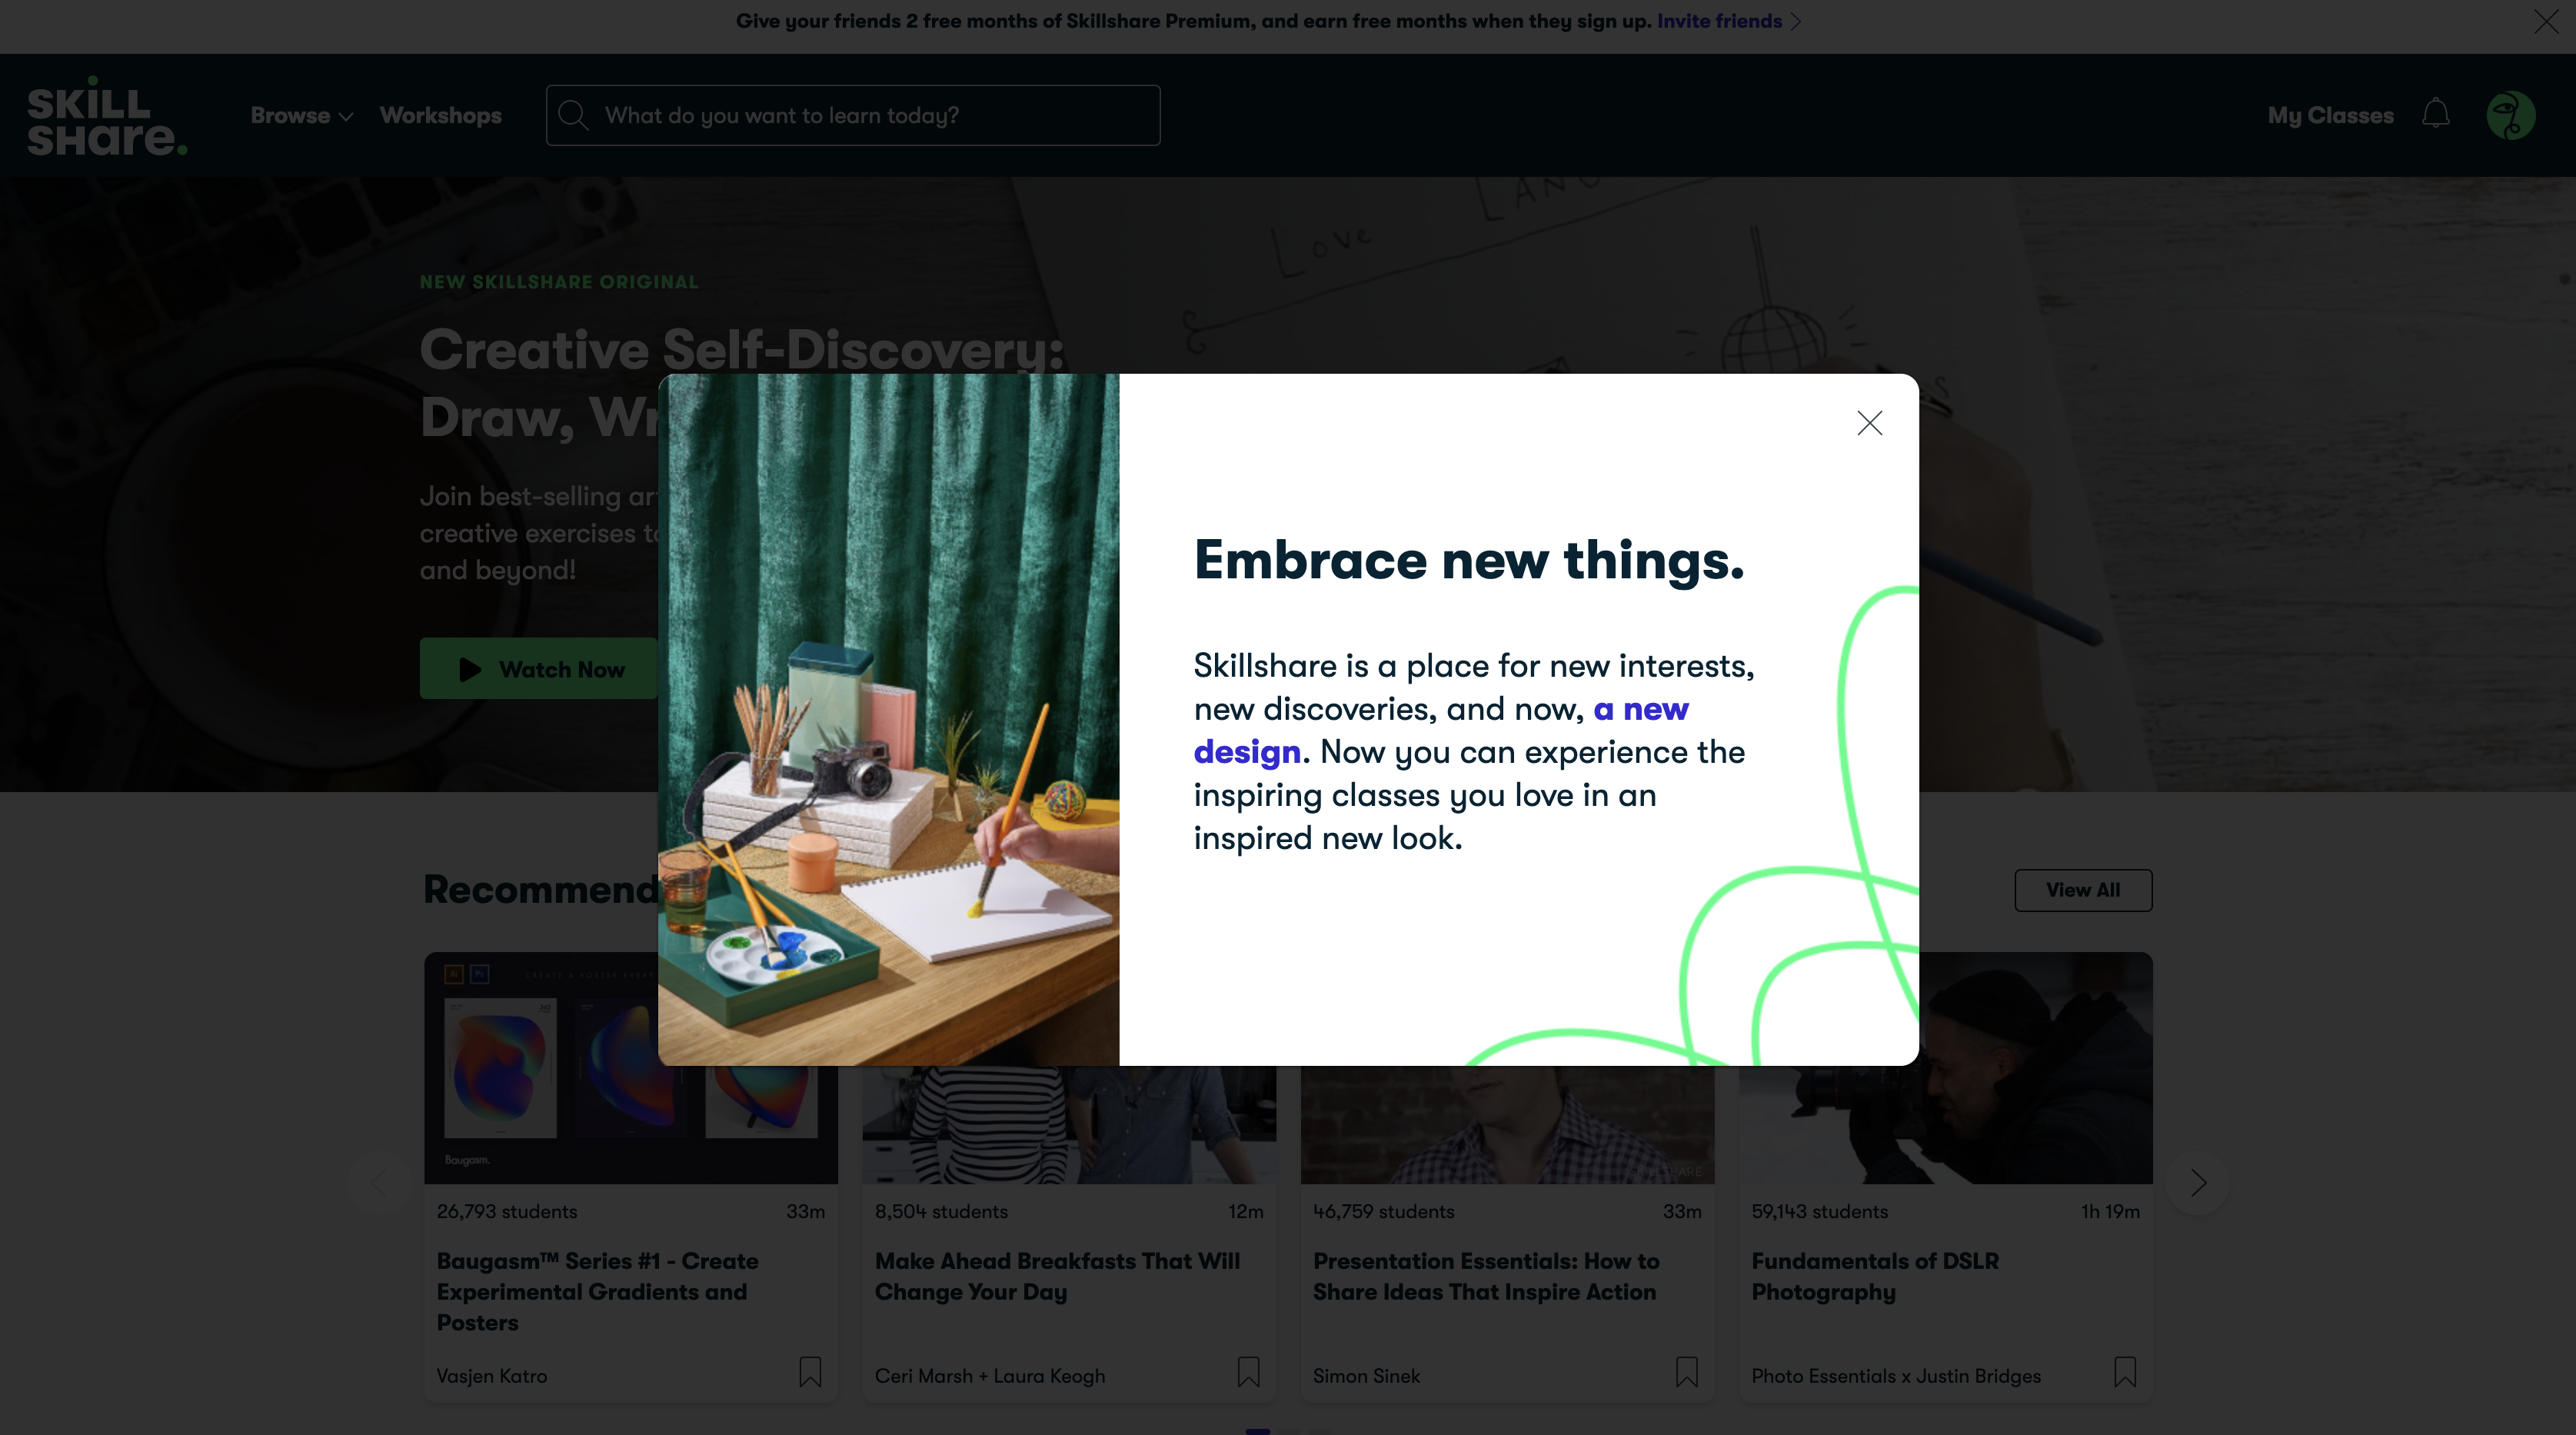 Give your friends 2 free months of Skillshare Premium, and earn free months when they sign up. Invite friends
SKILL
SHare.
Browse
Workshops
What do you want to learn today?
My Classes
LANG
Love
NEW SKILLSHARE ORIGINAL
Creative Self-Discovery:
Draw, Wr
Join best-selling ar
creative exercises to
and beyond!
Watch Now
Embrace new things.
Skillshare is a place for new interests,
new discoveries, and now, a new
design. Now you can experience the
inspiring classes you love in an
inspired new look.
Recommend
View All
Ai Ps
Baugasm.
26,793 students
33m
Baugasm™ Series #1 - Create
Experimental Gradients and
Posters
Vasjen Katro
8,504 students
12m
Make Ahead Breakfasts That Will
Change Your Day
Ceri Marsh + Laura Keogh
46,759 students
33m
Presentation Essentials: How to
Share Ideas That Inspire Action
Simon Sinek
59,143 students
1h 19m
Fundamentals of DSLR
Photography
Photo Essentials x Justin Bridges